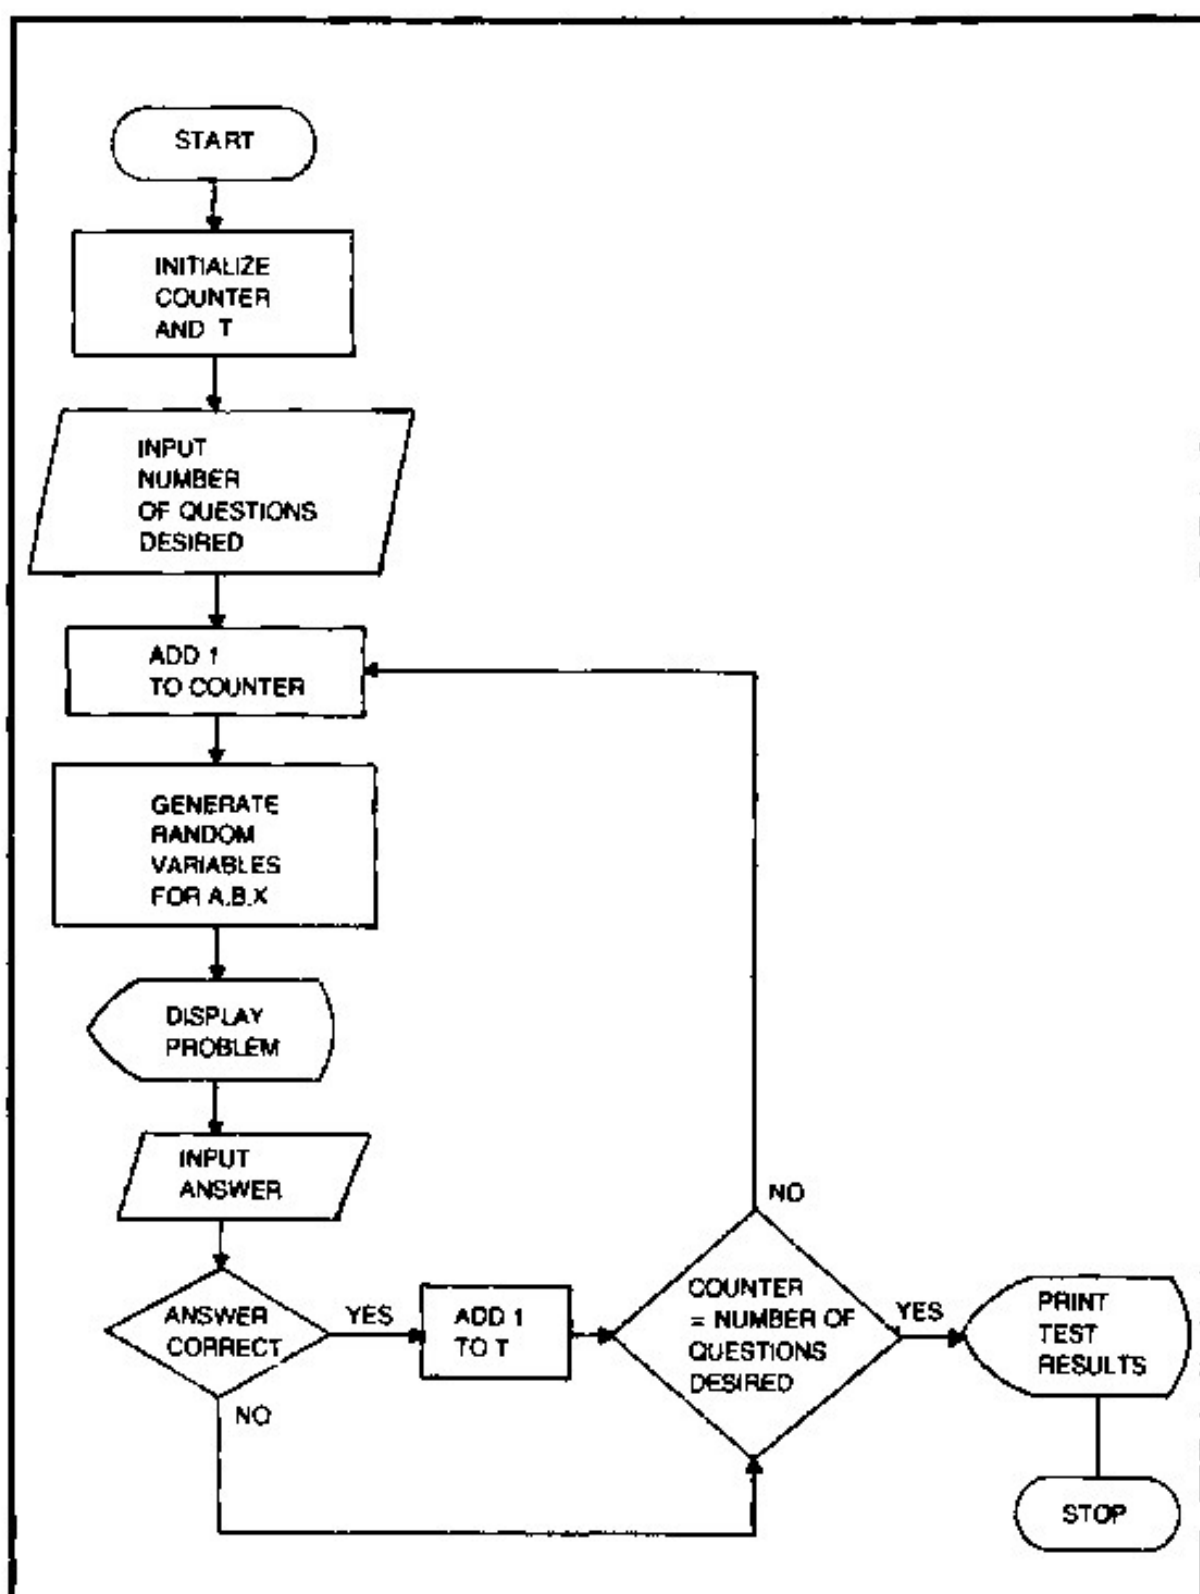 START
INITIALIZE
COUNTER
AND T
INPUT
NUMBER
OF QUESTIONS
DESIRED
ADD 1
TO COUNTER
GENERATE
RANDOM
VARIABLES
FOR A.B.X
DISPLAY
PROBLEM
INPUT
ANSWER
ANSWER
CORRECT
YES
NO
ADD 1
TO T
COUNTER
= NUMBER OF
QUESTIONS
DESIRED
NO
YES
PRINT
TEST
RESULTS
STOP